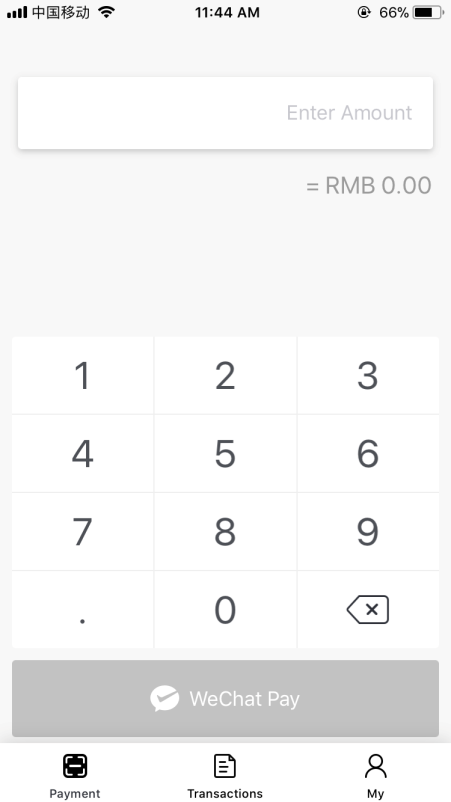 中国移动 11:44 AM 66%
Enter Amount
= RMB 0.00
1 2 3
4 5 6
7 8 9
. 0
WeChat Pay
Payment Transactions My